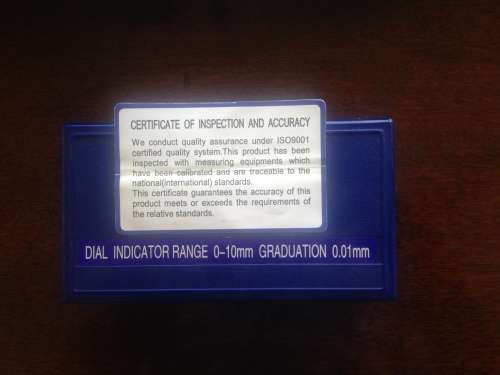 CERTIFICATE OF INSPECTION AND ACCURACY
We conduct quality assurance under ISO9001
certified quality system.This product has been
inspected with measuring equipments which
have been calibrated and are traceable to the
national(international) standards.
This certificate guarantees the accuracy of this
product meets or exceeds the requirements of
the relative standards.
DIAL INDICATOR RANGE 0-10mm GRADUATION 0.01mm